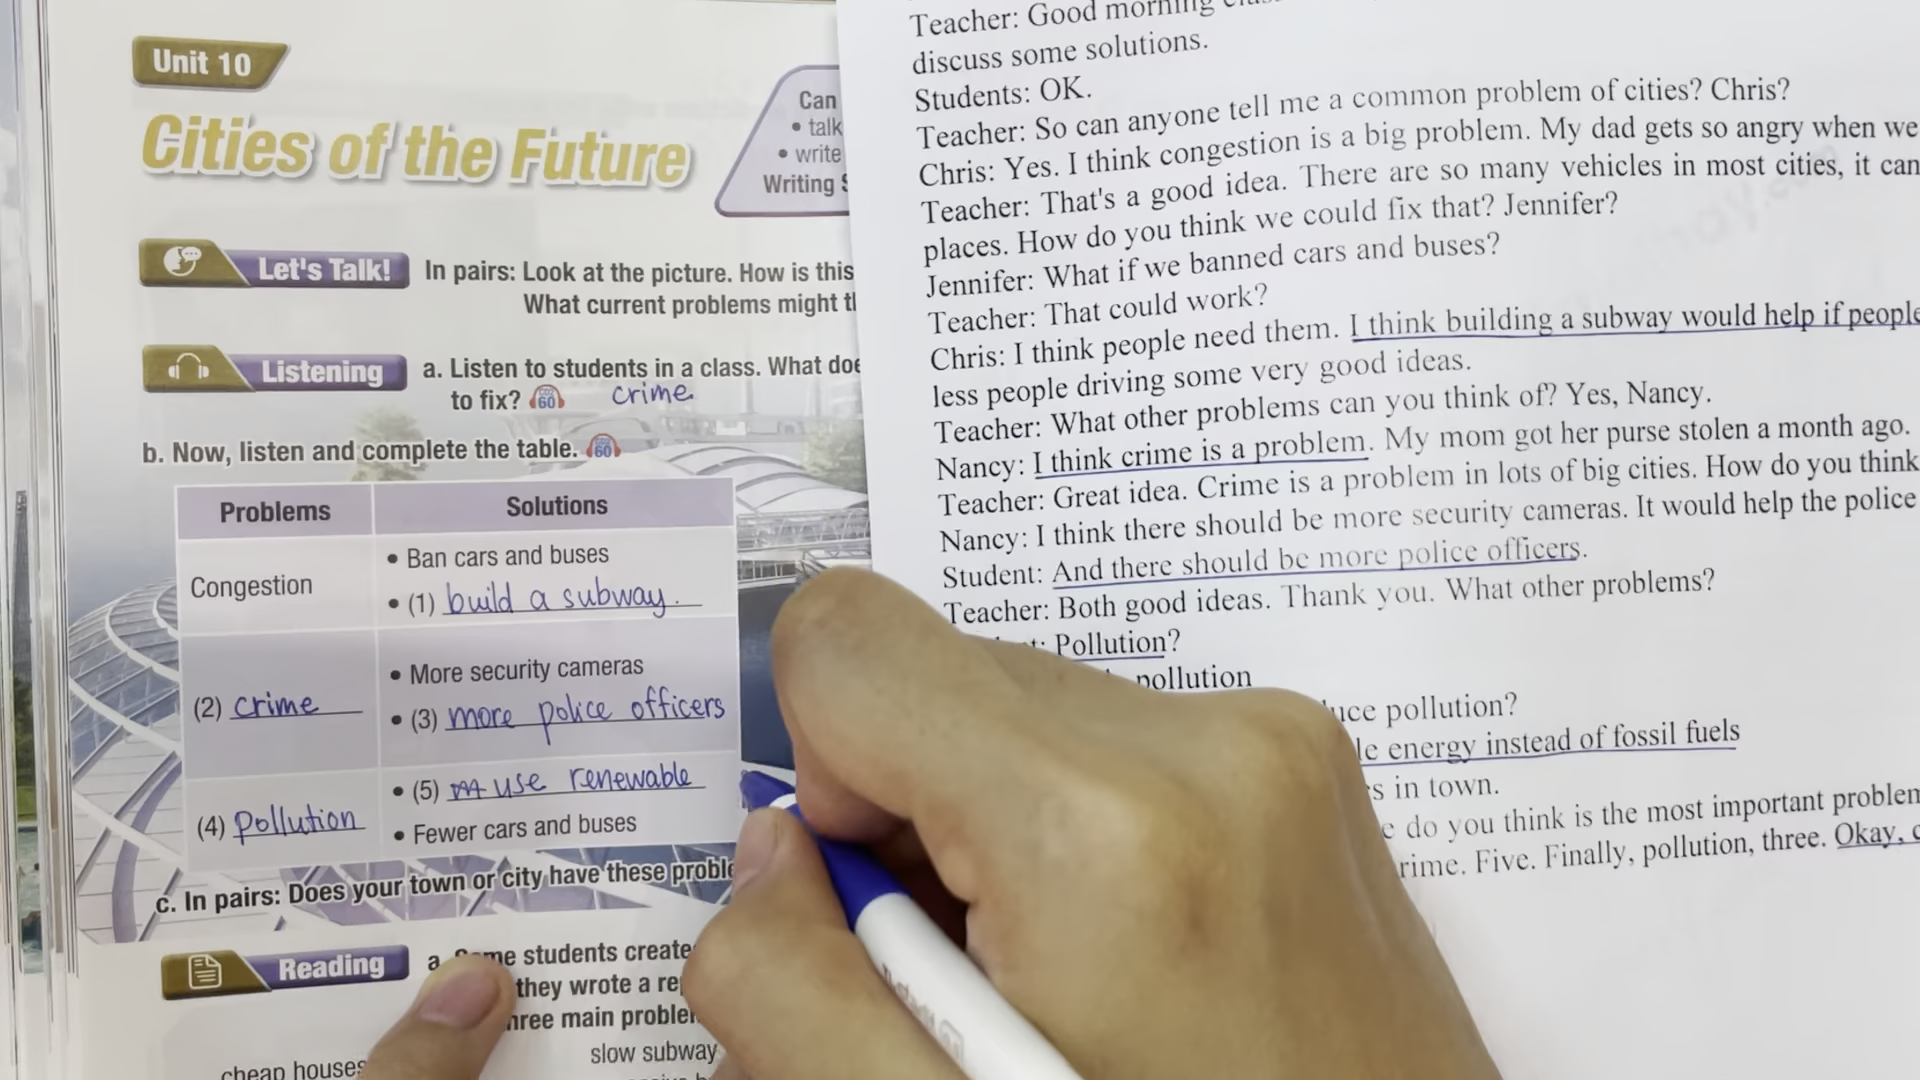 Unit 10
Cities of the Future
Can
• talk
• write
Writing
Let's Talk!
In pairs: Look at the picture. How is this
What current problems might
Listening
a. Listen to students in a class. What
to fix? 60 crime
b. Now, listen and complete the table. 60
Problems Solutions
Congestion
• Ban cars and buses
• (1) build a subway.
(2) crime
• More security cameras
• (3) more police officers
(4) pollution
• (5) use renewable
• Fewer cars and buses
c. In pairs: Does your town or city have these
Reading
a. students
they wrote a
three main
slow subway
cheap houses
Teacher: Good morning
discuss some solutions.
Students: OK.
Teacher: So can anyone tell me a common problem of cities? Chris?
Chris: Yes. I think congestion is a big problem. My dad gets so angry when we
Teacher: That's a good idea. There are so many vehicles in most cities, it can
places. How do you think we could fix that? Jennifer?
Jennifer: What if we banned cars and buses?
Teacher: That could work?
Chris: I think people need them. I think building a subway would help if people
less people driving some very good ideas.
Teacher: What other problems can you think of? Yes, Nancy.
Nancy: I think crime is a problem. My mom got her purse stolen a month ago.
Teacher: Great idea. Crime is a problem in lots of big cities. How do you think
Nancy: I think there should be more security cameras. It would help the police
Student: And there should be more police officers.
Teacher: Both good ideas. Thank you. What other problems?
Pollution?
pollution
pollution?
energy instead of fossil fuels
in town.
do you think is the most important
Five. Finally, pollution, three. Okay,